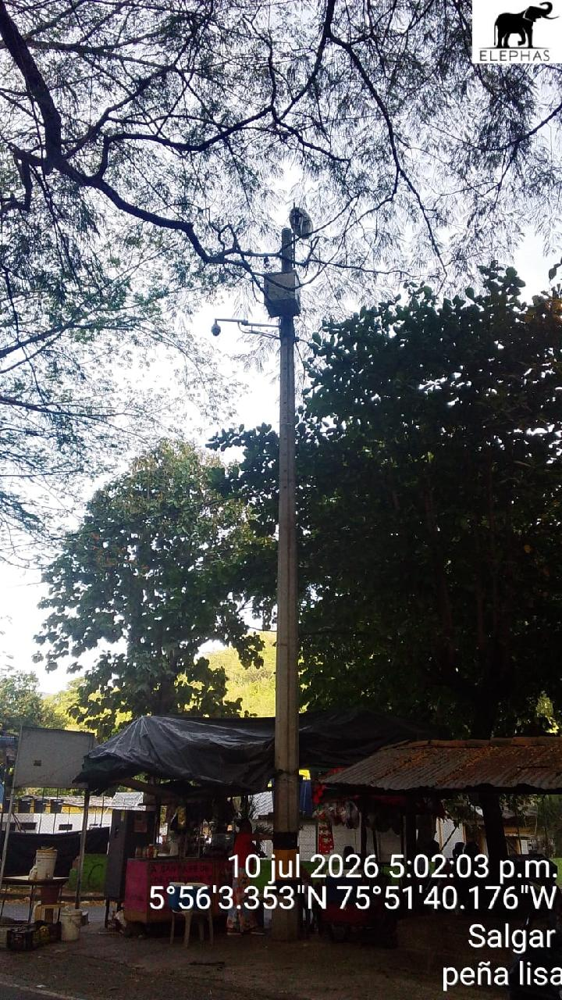 ELEPHAS
10 jul 2026 5:02:03 p.m.
5°56'3.353"N 75°51'40.176"W
Salgar
peña lisa